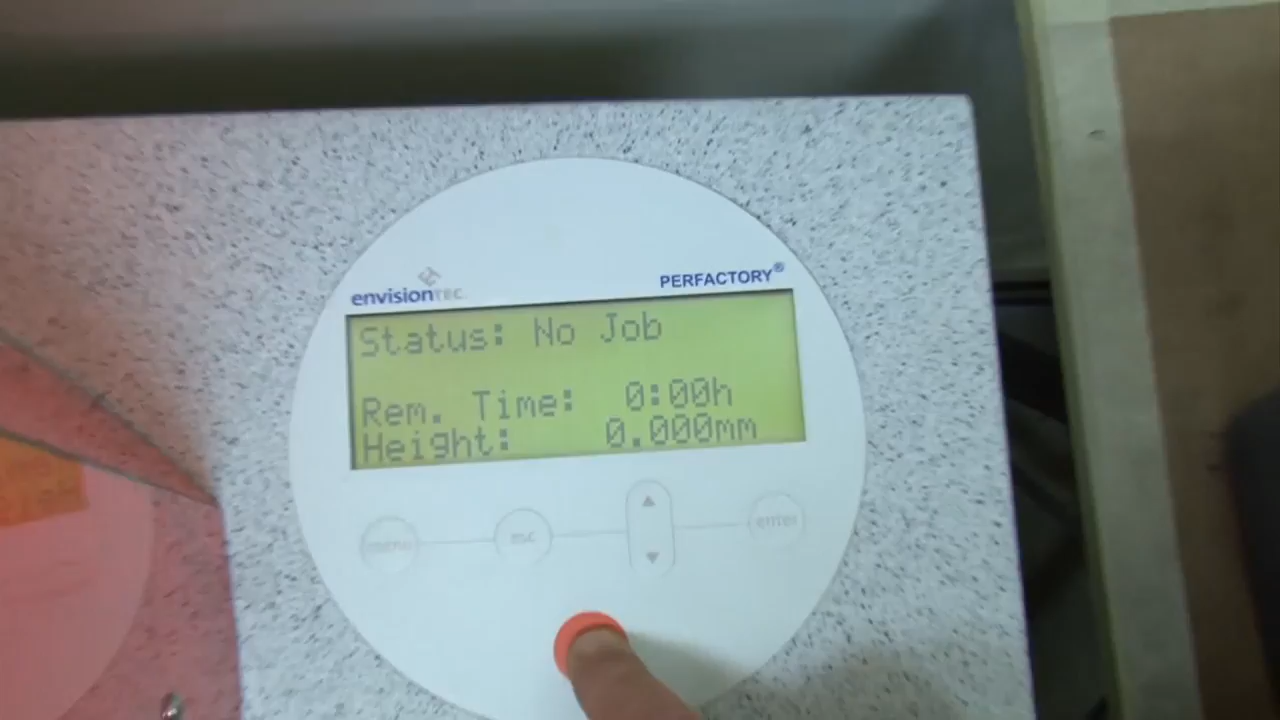 envisionTEC
PERFACTORY®
Status: No Job
Rem. Time: 0:00h
Height: 0.000mm
menu
esc
enter